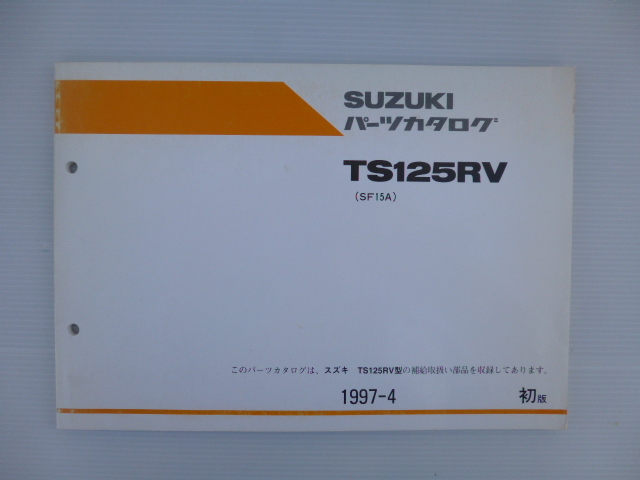 SUZUKI
パーツカタログ
TS125RV
(SF15A)
このパーツカタログは、スズキ TS125RV型の補給取扱い部品を収録してあります。
1997-4 初版